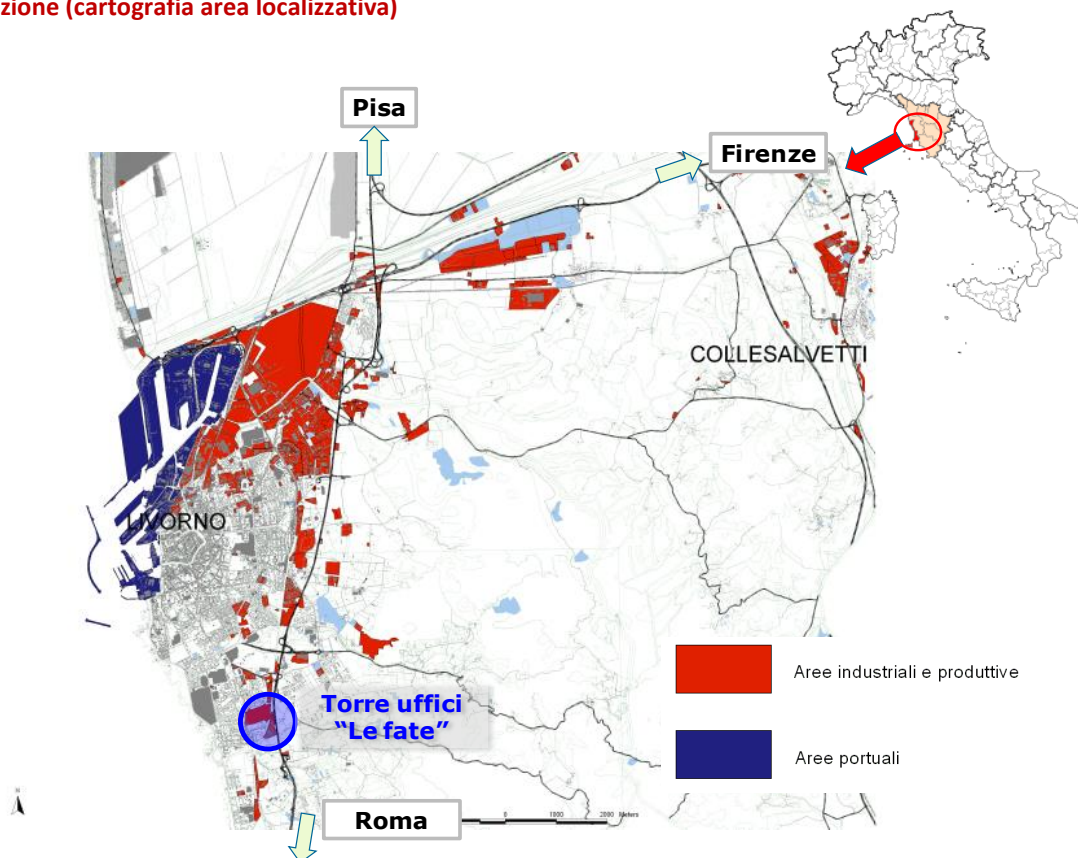 zione (cartografia area localizzativa)
Pisa
Firenze
COLLESALVETTI
LIVORNO
Aree industriali e produttive
Torre uffici
“Le fate”
Aree portuali
N
Roma
0 1000 2000 Meters